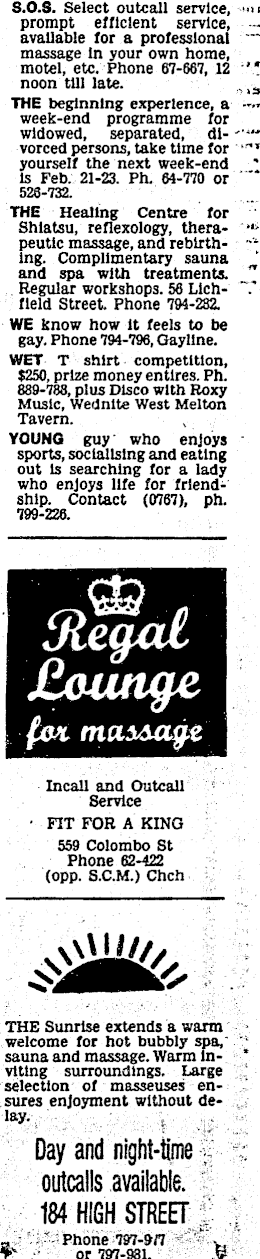 S.O.S. Select outcall service,
prompt efficient service,
available for a professional
massage in your own home,
motel, etc. Phone 67-667, 12
noon till late.
THE beginning experience, a
week-end programme for
widowed, separated, di-
vorced persons, take time for
yourself the next week-end
is Feb. 21-23. Ph. 64-770 or
526-732.
THE Healing Centre for
Shiatsu, reflexology, thera-
peutic massage, and rebirth-
ing. Complimentary sauna
and spa with treatments.
Regular workshops. 56 Lich-
field Street. Phone 794-282.
WE know how it feels to be
gay. Phone 794-796, Gayline.
WET T shirt competition,
$250, prize money entires. Ph.
889-788, plus Disco with Roxy
Music, Wednite West Melton
Tavern.
YOUNG guy who enjoys
sports, socialising and eating
out is searching for a lady
who enjoys life for friend-
ship. Contact (0767), ph.
799-226.
Regal
Lounge
for massage
Incall and Outcall
Service
FIT FOR A KING
559 Colombo St
Phone 62-422
(opp. S.C.M.) Chch
THE Sunrise extends a warm
welcome for hot bubbly spa,
sauna and massage. Warm in-
viting surroundings. Large
selection of masseuses en-
sures enjoyment without de-
lay.
Day and night-time
outcalls available.
184 HIGH STREET
Phone 797-917
or 797-931.